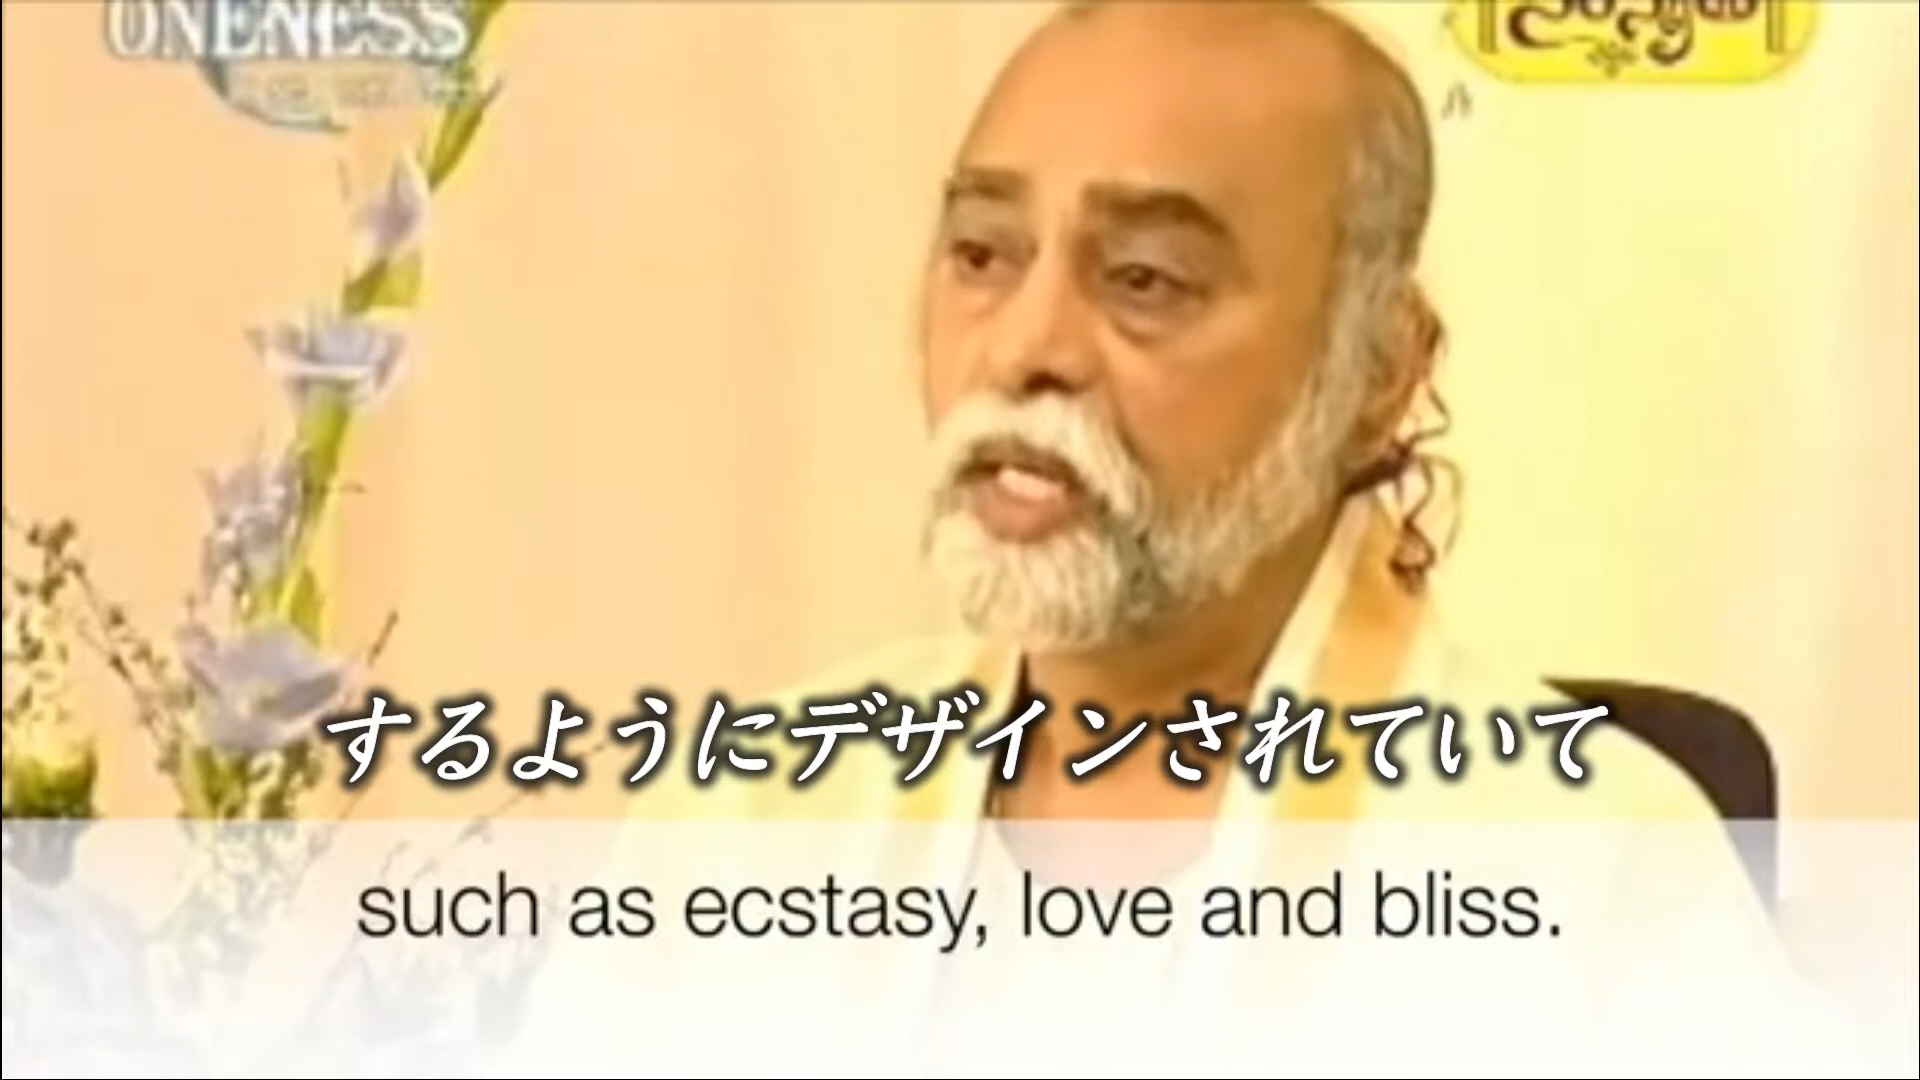 ONENESS
するようにデザインされていて
such as ecstasy, love and bliss.